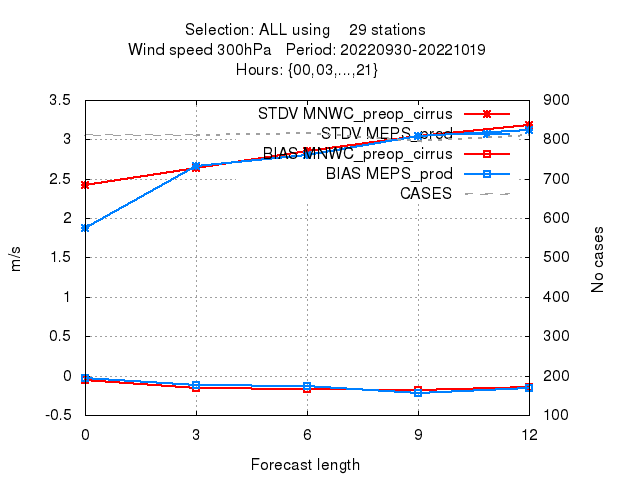 Selection: ALL using 29 stations
Wind speed 300hPa Period: 20220930-20221019
Hours: {00,03,...,21}
3.5
3
2.5
2
1.5
1
0.5
0
-0.5
900
800
700
600
500
400
300
200
100
STDV MNWC_preop_cirrus
STDV MEPS_prod
BIAS MNWC_preop_cirrus
BIAS MEPS_prod
CASES
m/s
No cases
0 3 6 9 12
Forecast length